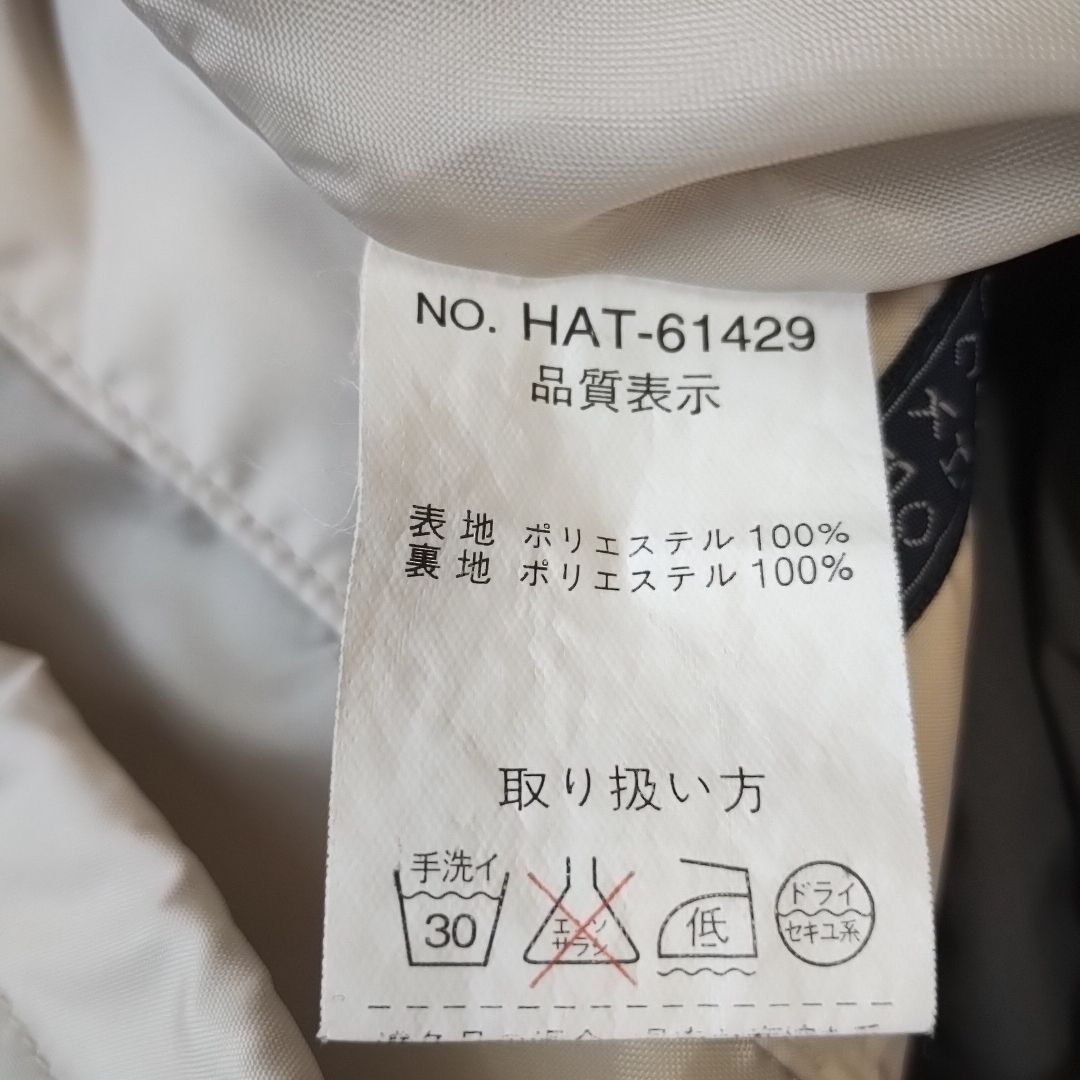 NO. HAT-61429
品質表示
表地 ポリエステル 100%
裏地 ポリエステル 100%
取り扱い方
手洗イ
30
エンソ
サラシ
低
ドライ
セキユ系